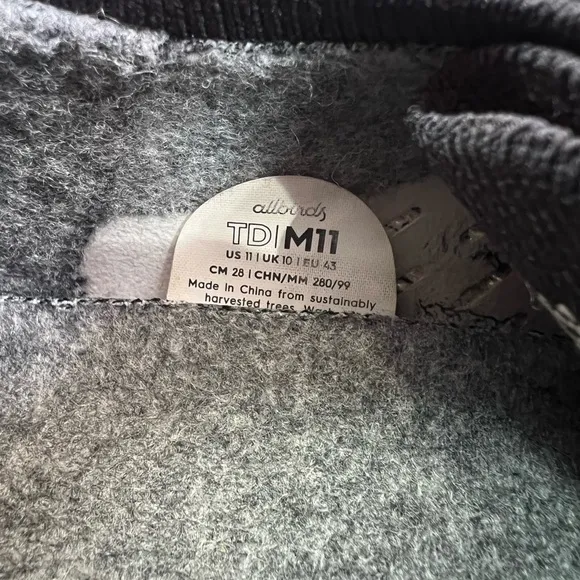 allbirds
TD|M11
US 11 | UK 10 | EU 43
CM 28 | CHN/MM 280/99
Made in China from sustainably
harvested trees.